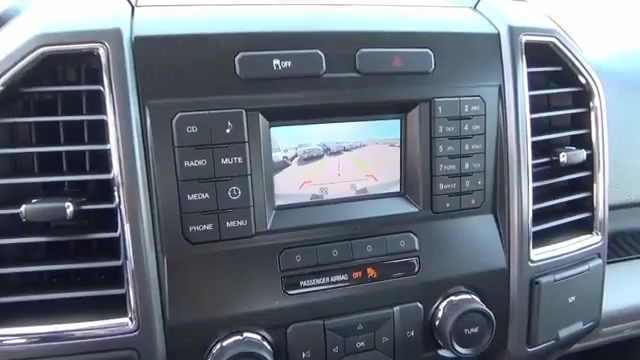 OFF
CD
RADIO MUTE
MEDIA
PHONE MENU
1 2 ABC
3 DEF 4 GHI
5 JKL 6 MNO
7 PQRS 8 TUV
9 WXYZ 0
* #
PASSENGER AIRBAG OFF
OK
TUNE
12V